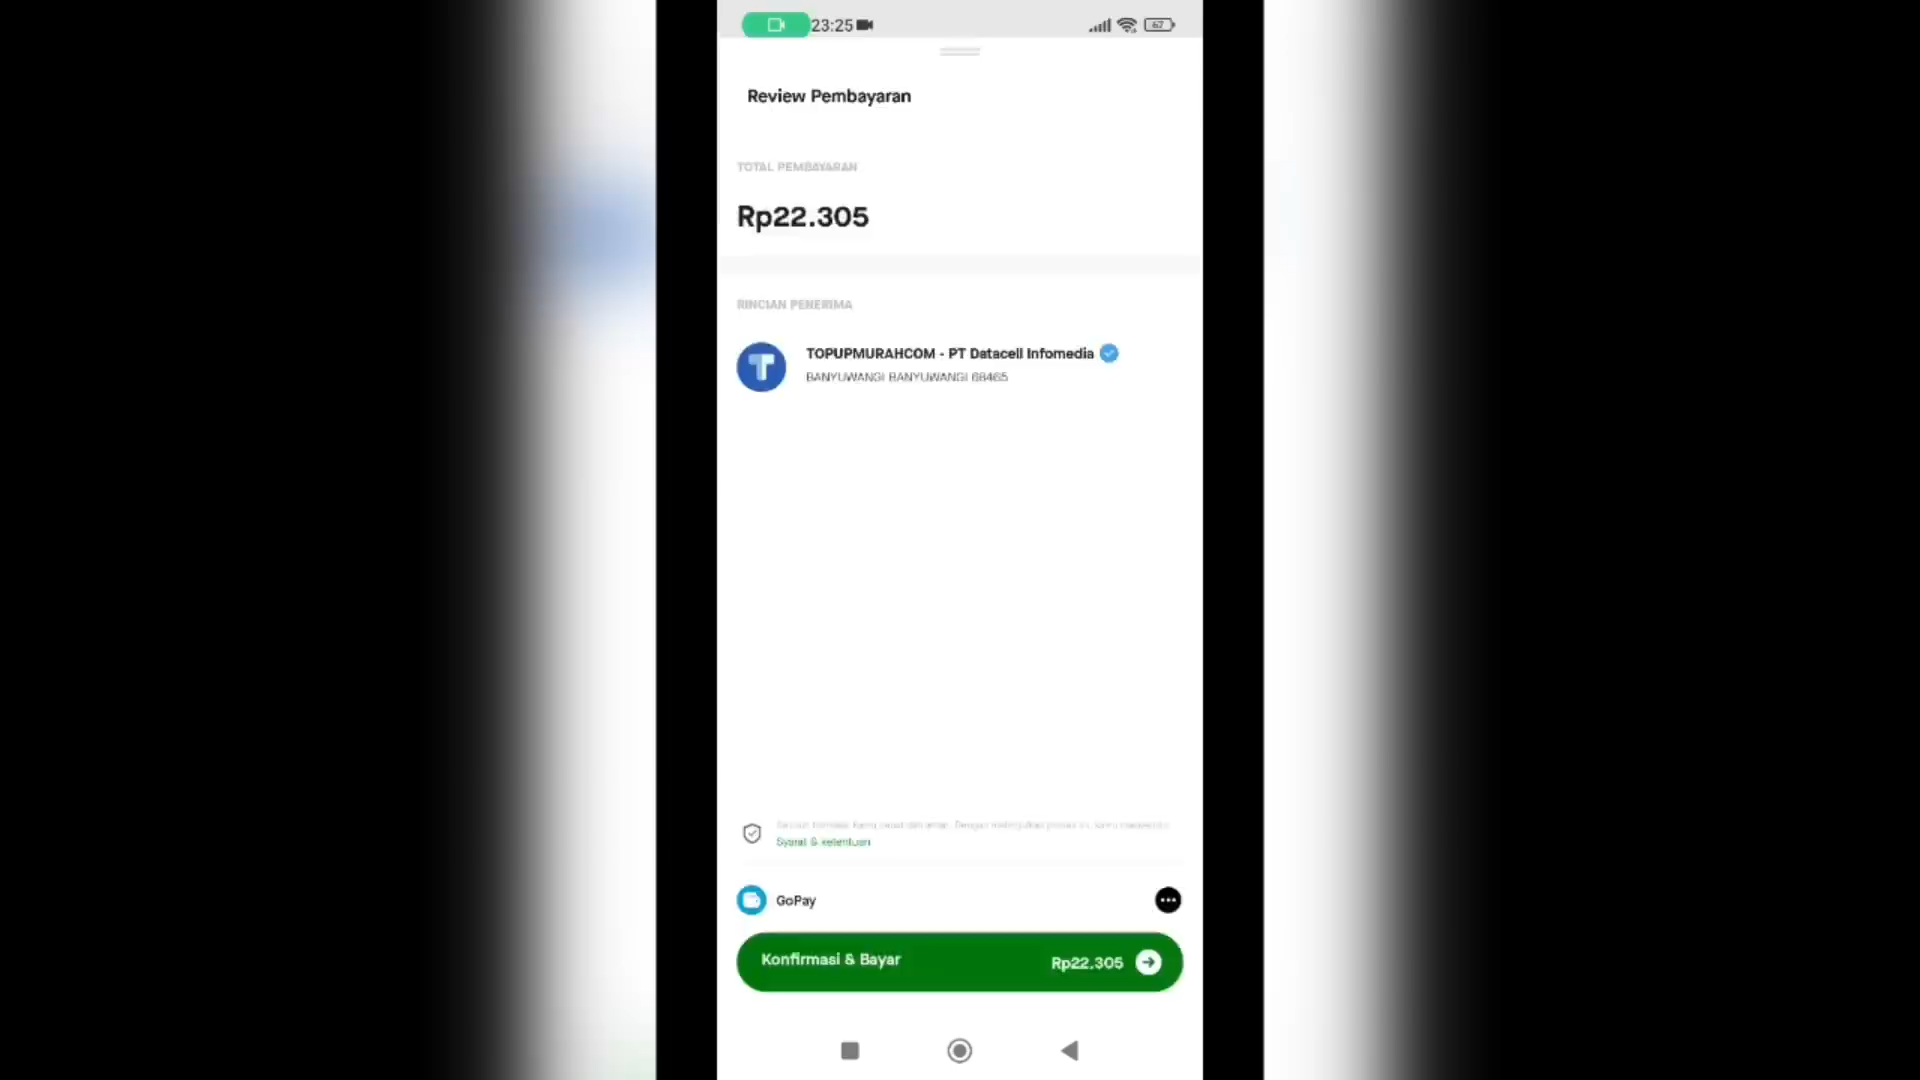 23:25
67
Review Pembayaran
TOTAL PEMBAYARAN
Rp22.305
RINCIAN PENERIMA
T
TOPUPMURAHCOM - PT Datacell Infomedia
BANYUWANGI BANYUWANGI 68465
Syarat & ketentuan
GoPay
Konfirmasi & Bayar
Rp22.305